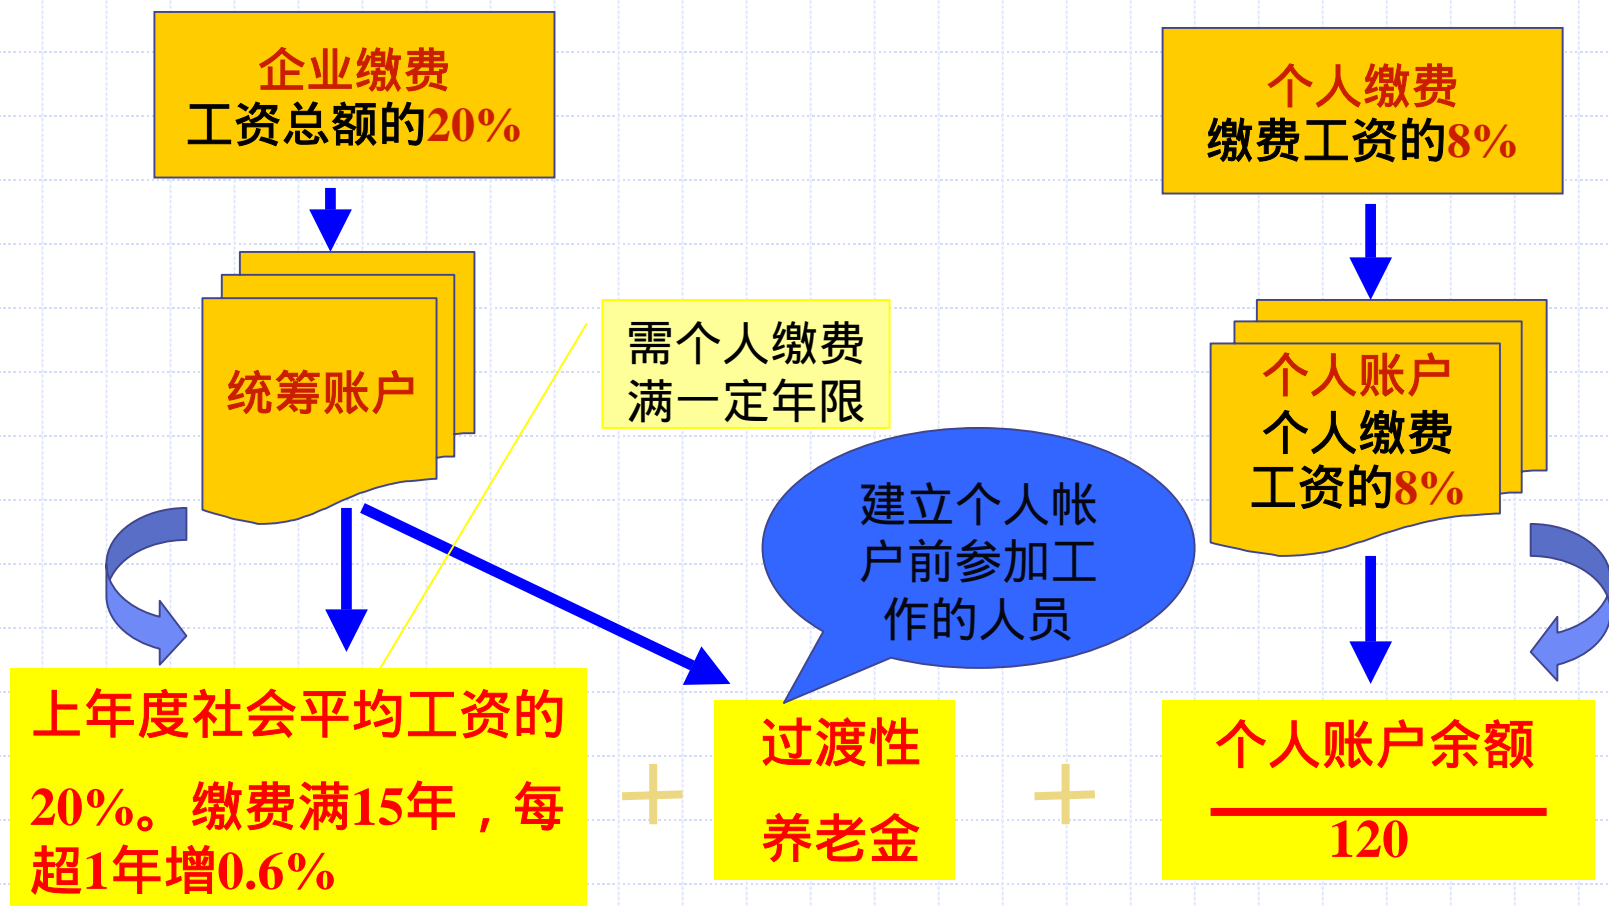 企业缴费
工资总额的20%
个人缴费
缴费工资的8%
统筹账户
需个人缴费
满一定年限
个人账户
个人缴费
工资的8%
建立个人帐
户前参加工
作的人员
上年度社会平均工资的
20%。缴费满15年，每
超1年增0.6%
+
过渡性
养老金
+
个人账户余额
120